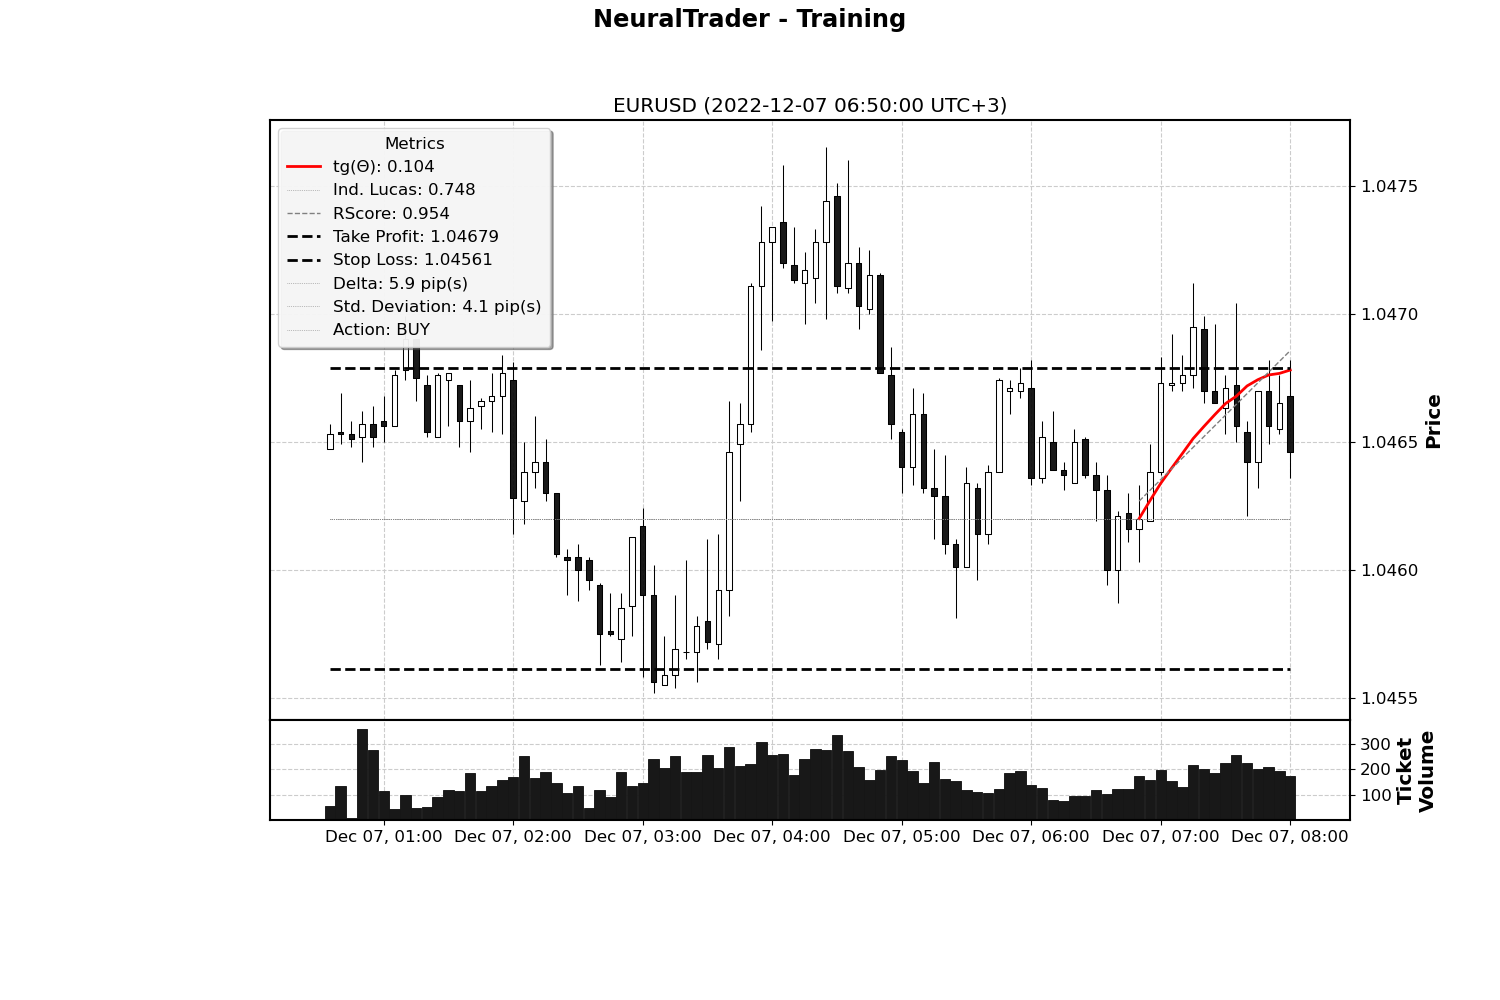 NeuralTrader - Training
EURUSD (2022-12-07 06:50:00 UTC+3)
Metrics
tg(Θ): 0.104
Ind. Lucas: 0.748
RScore: 0.954
Take Profit: 1.04679
Stop Loss: 1.04561
Delta: 5.9 pip(s)
Std. Deviation: 4.1 pip(s)
Action: BUY
1.0475
1.0470
1.0465
1.0460
1.0455
Price
300
200
100
Ticket
Volume
Dec 07, 01:00 Dec 07, 02:00 Dec 07, 03:00 Dec 07, 04:00 Dec 07, 05:00 Dec 07, 06:00 Dec 07, 07:00 Dec 07, 08:00